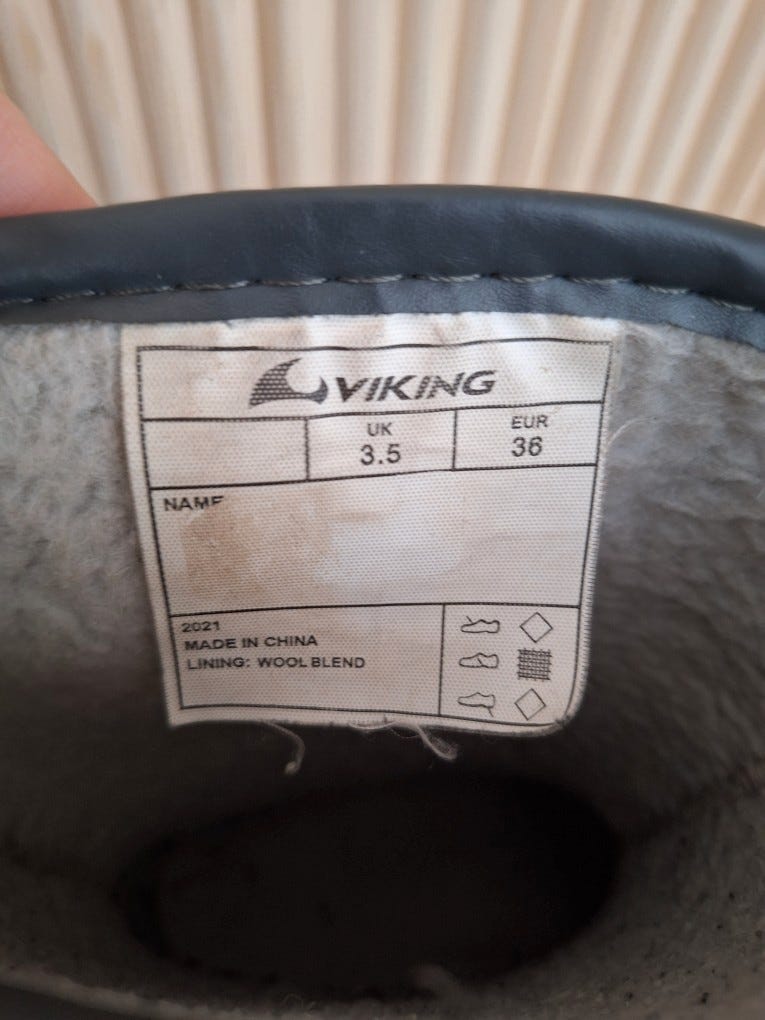 VIKING
UK EUR
3.5 36
NAME
2021
MADE IN CHINA
LINING: WOOL BLEND